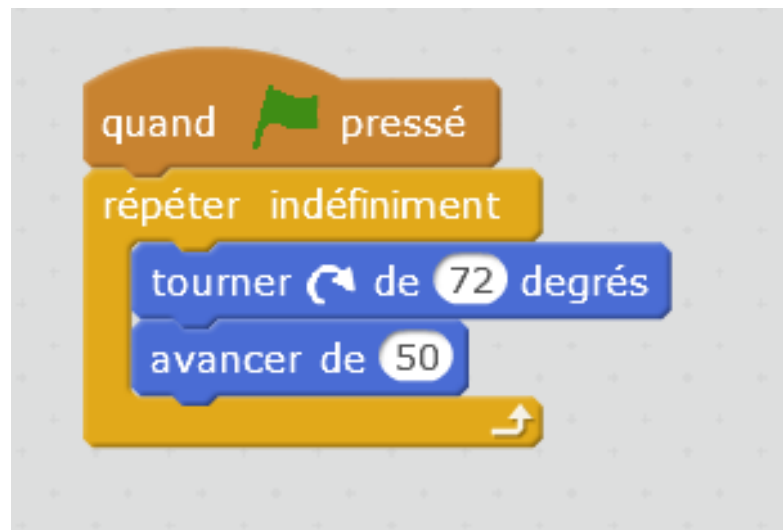 quand pressé
répéter indéfiniment
tourner de 72 degrés
avancer de 50